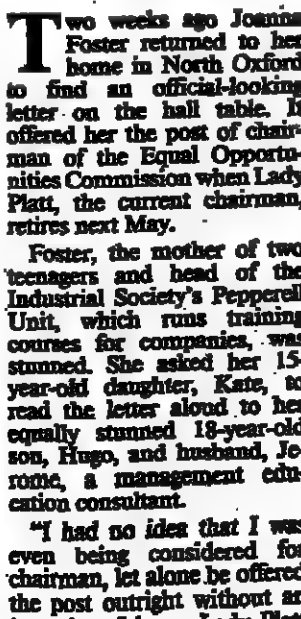 Two weeks ago Joanna
Foster returned to her
home in North Oxford
to find an official-looking
letter on the hall table. It
offered her the post of chair-
man of the Equal Opportu-
nities Commission when Lady
Platt, the current chairman,
retires next May.
Foster, the mother of two
teenagers and head of the
Industrial Society's Pepperell
Unit, which runs training
courses for companies, was
stunned. She asked her 15-
year-old daughter, Kate, to
read the letter aloud to her
equally stunned 18-year-old
son, Hugo, and husband, Je-
rome, a management edu-
cation consultant.
"I had no idea that I was
even being considered for
chairman, let alone be offered
the post outright without an